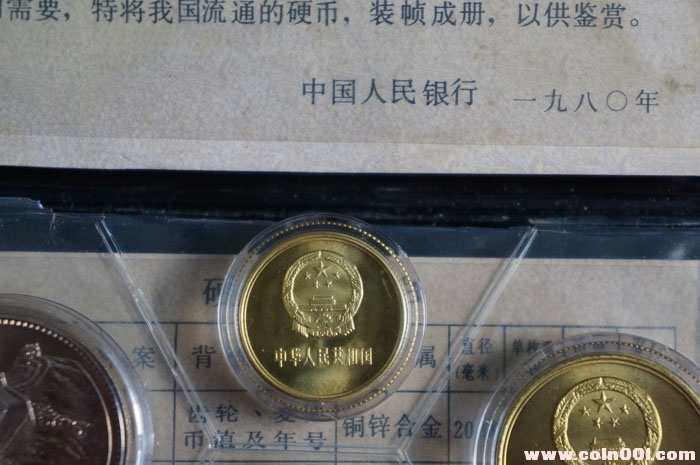 需要，特将我国流通的硬币，装帧成册，以供鉴赏。
中国人民银行 一九八〇年
案 背 属 直径 单枚
(毫米)
中华人民共和国
齿轮、麦
币值及年号 铜锌合金 20
www.coin001.com